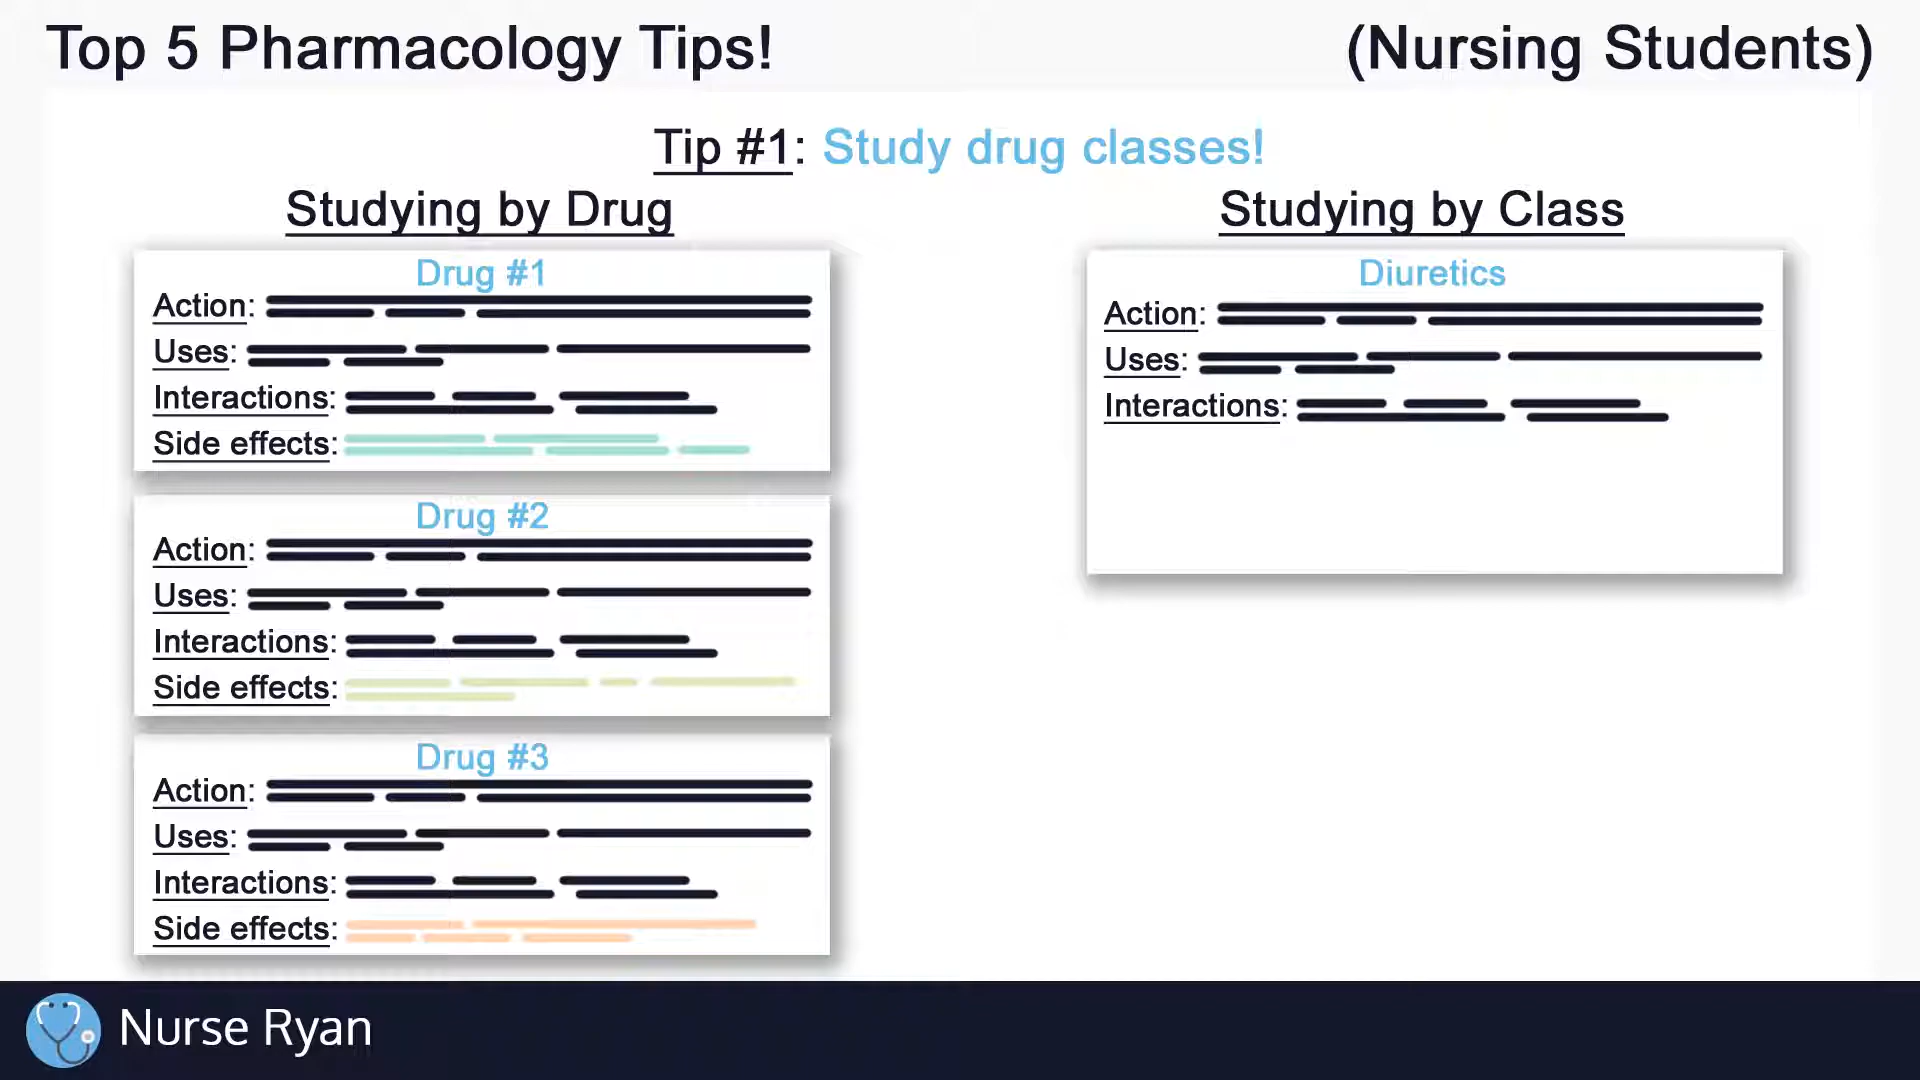 Top 5 Pharmacology Tips!
(Nursing Students)
Tip #1: Study drug classes!
Studying by Drug
Drug #1
Action:
Uses:
Interactions:
Side effects:
Drug #2
Action:
Uses:
Interactions:
Side effects:
Drug #3
Action:
Uses:
Interactions:
Side effects:
Studying by Class
Diuretics
Action:
Uses:
Interactions:
Nurse Ryan